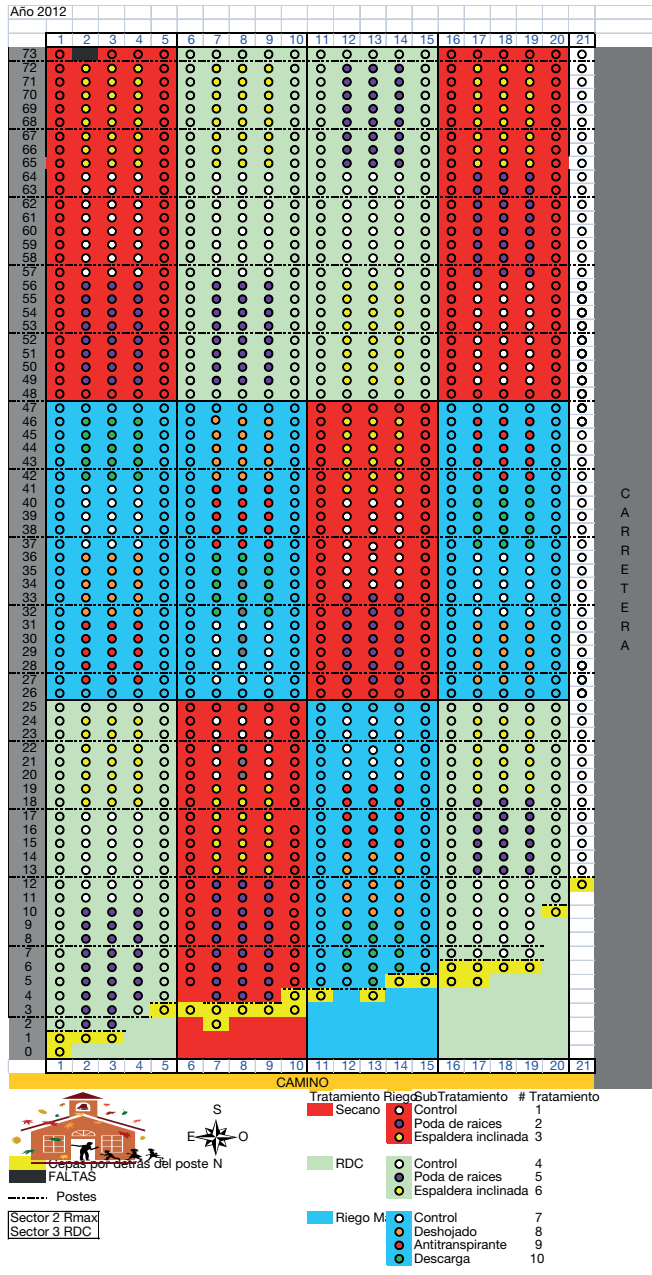 Año 2012
1 2 3 4 5 6 7 8 9 10 11 12 13 14 15 16 17 18 19 20 21
73
72
71
70
69
68
67
66
65
64
63
62
61
60
59
58
57
56
55
54
53
52
51
50
49
48
47
46
45
44
43
42
41
40
39
38
37
36
35
34
33
32
31
30
29
28
27
26
25
24
23
22
21
20
19
18
17
16
15
14
13
12
11
10
9
8
7
6
5
4
3
2
1
0
C
A
R
R
E
T
E
R
A
1 2 3 4 5 6 7 8 9 10 11 12 13 14 15 16 17 18 19 20 21
CAMINO
Tratamiento Riego SubTratamiento # Tratamiento
Secano Control 1
Poda de raices 2
Espaldera inclinada 3
S
E O
N
Cepas por detrás del poste
FALTAS
Postes
RDC Control 4
Poda de raices 5
Espaldera inclinada 6
Sector 2 Rmax
Sector 3 RDC
Riego Control 7
Deshojado 8
Antitranspirante 9
Descarga 10